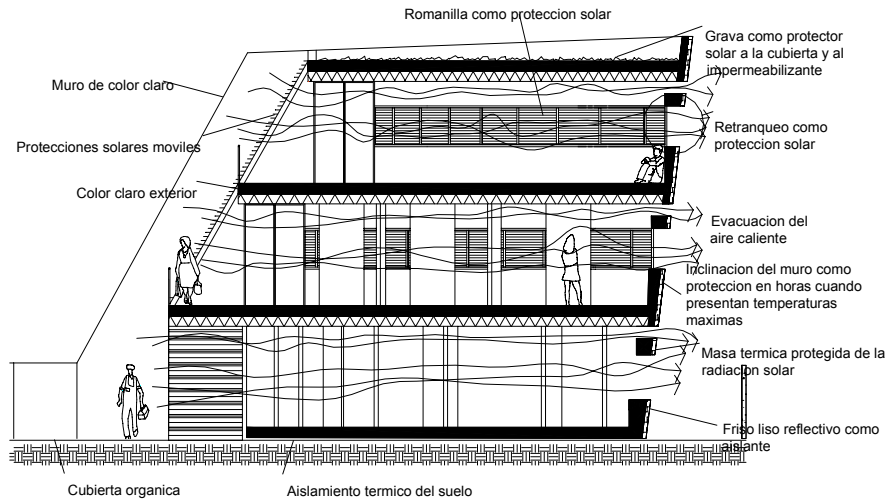 Romanilla como proteccion solar
Grava como protector
solar a la cubierta y al
impermeabilizante
Muro de color claro
Retranqueo como
proteccion solar
Protecciones solares moviles
Color claro exterior
Evacuacion del
aire caliente
Inclinacion del muro como
proteccion en horas cuando
presentan temperaturas
maximas
Masa termica protegida de la
radiacion solar
Friso liso reflectivo como
aislante
Cubierta organica
Aislamiento termico del suelo